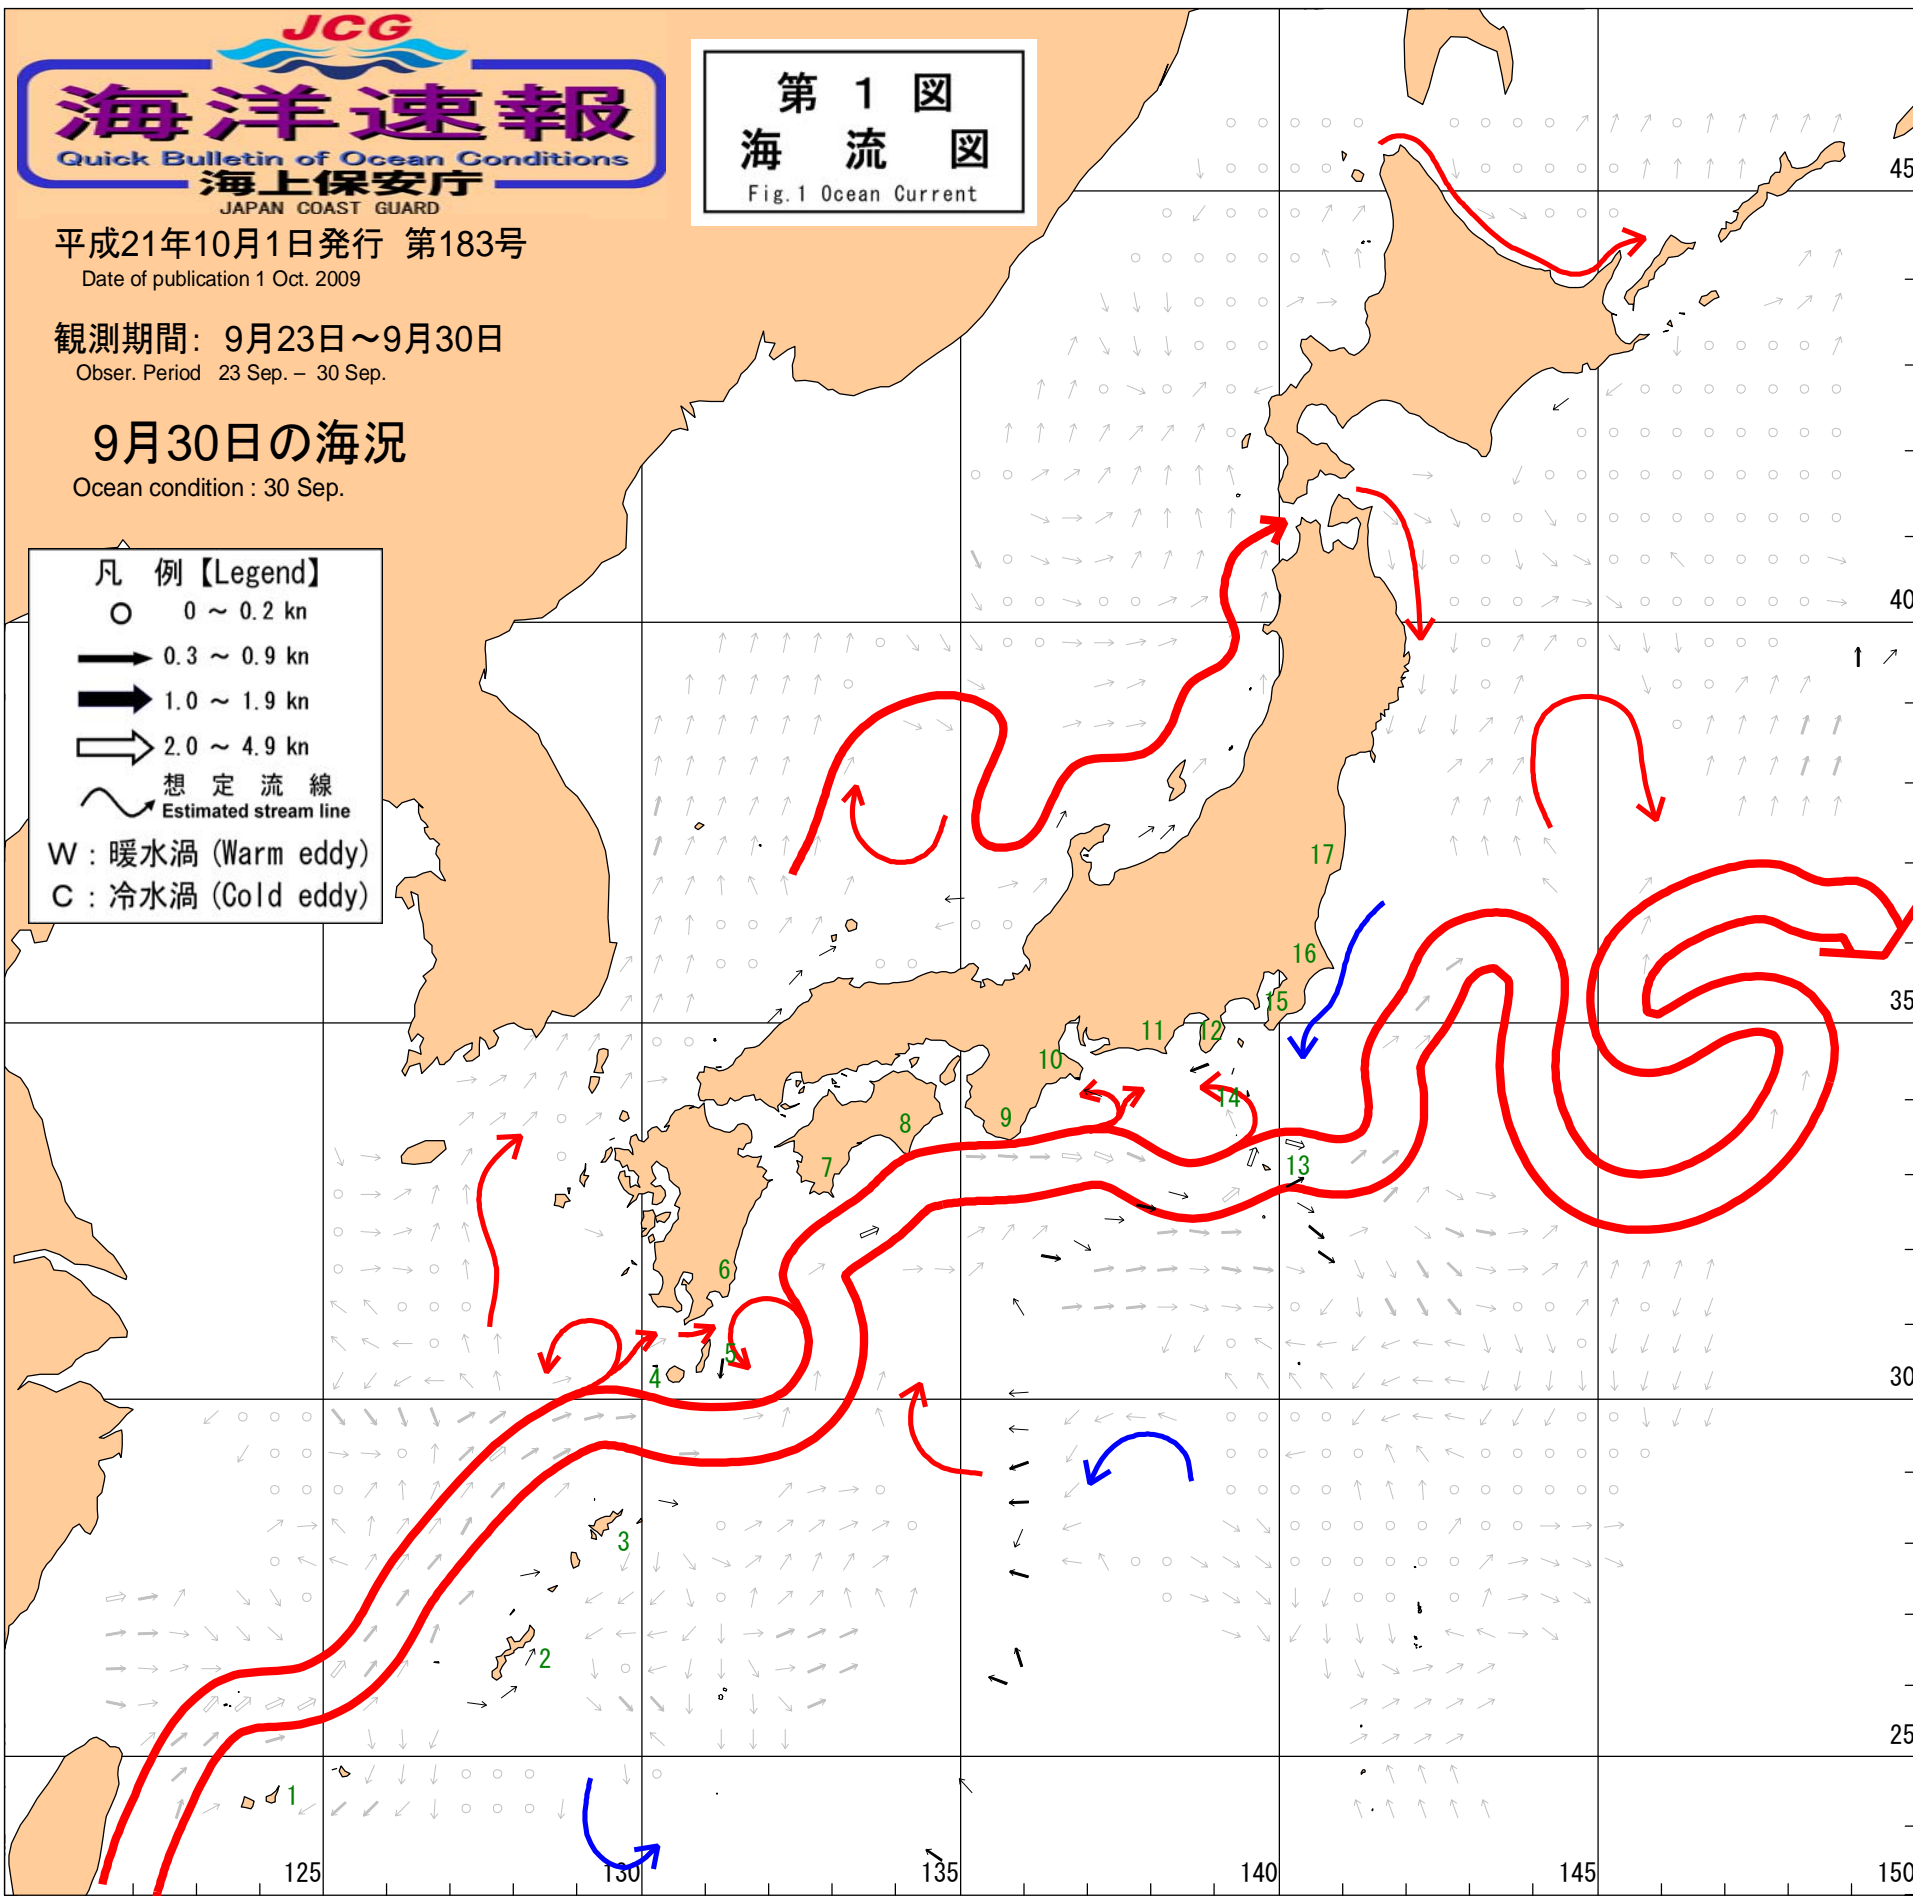 JCG
海洋速報
Quick Bulletin of Ocean Conditions
海上保安庁
JAPAN COAST GUARD
第 1 図
海 流 図
Fig.1 Ocean Current
平成21年10月1日発行 第183号
Date of publication 1 Oct. 2009
観測期間: 9月23日～9月30日
Obser. Period 23 Sep. – 30 Sep.
9月30日の海況
Ocean condition : 30 Sep.
凡 例【Legend】
0 ～ 0.2 kn
0.3 ～ 0.9 kn
1.0 ～ 1.9 kn
2.0 ～ 4.9 kn
想 定 流 線
Estimated stream line
W : 暖水渦 (Warm eddy)
C : 冷水渦 (Cold eddy)
45
40
17
16
35
15
12
11
10
14
9
8
13
7
6
5
4
30
3
2
25
1
125
130
135
140
145
150